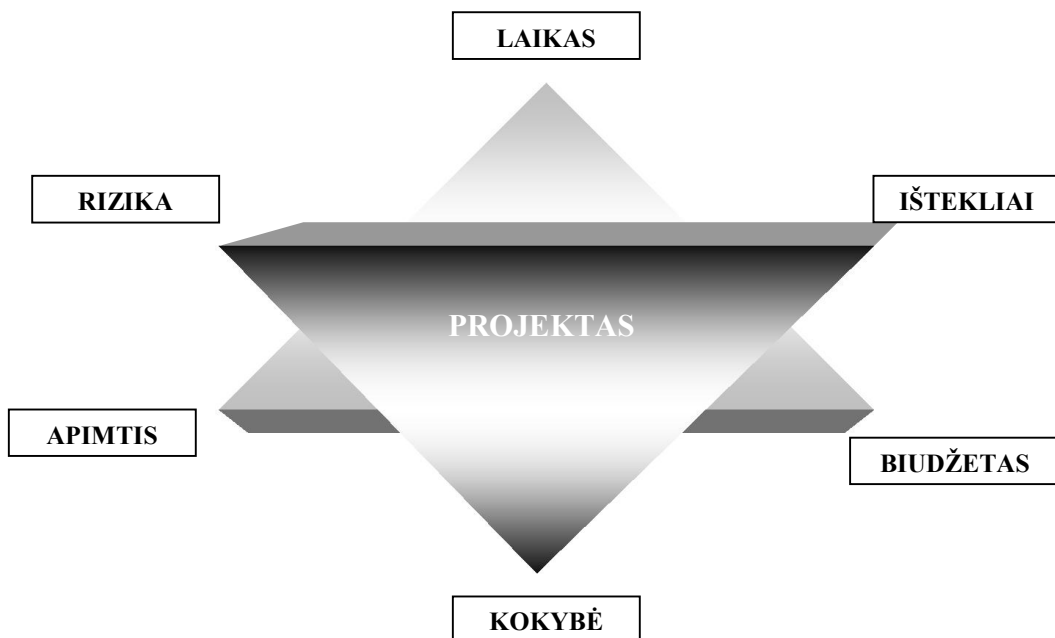 LAIKAS
RIZIKA
IŠTEKLIAI
PROJEKTAS
APIMTIS
BIUDŽETAS
KOKYBĖ